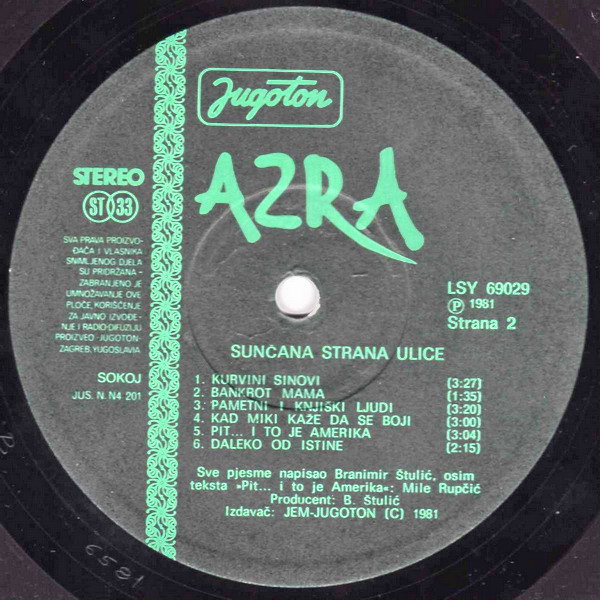 Jugoton
STEREO
ST 33
AZRA
SVA PRAVA PROIZVO-
ĐAČA I VLASNIKA
SNIMLJENOG DJELA
SU PRIDRŽANA -
ZABRANJENO JE
UMNOŽAVANJE OVE
PLOČE, KORIŠĆENJE
ZA JAVNO IZVOĐE-
NJE I RADIO-DIFUZIJU
PROIZVEO - JUGOTON-
ZAGREB, YUGOSLAVIA
SOKOJ
JUS. N. N4 201
LSY 69029
Ⓟ 1981
Strana 2
SUNČANA STRANA ULICE
1. KURVINI SINOVI (3:27)
2. BANKROT MAMA (1:35)
3. PAMETNI I KNJIŠKI LJUDI (3:20)
4. KAD MIKI KAŽE DA SE BOJI (3:00)
5. PIT... I TO JE AMERIKA (3:04)
6. DALEKO OD ISTINE (2:15)
Sve pjesme napisao Branimir Štulić, osim
teksta »Pit... i to je Amerika«: Mile Rupčić
Producent: B. Štulić
Izdavač: JEM-JUGOTON (C) 1981